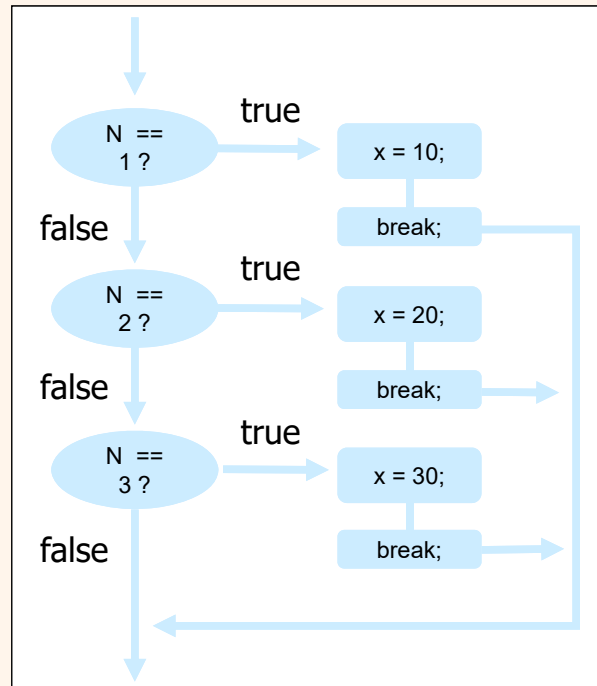 true
N ==
1 ?
x = 10;
break;
false
true
N ==
2 ?
x = 20;
break;
false
true
N ==
3 ?
x = 30;
break;
false